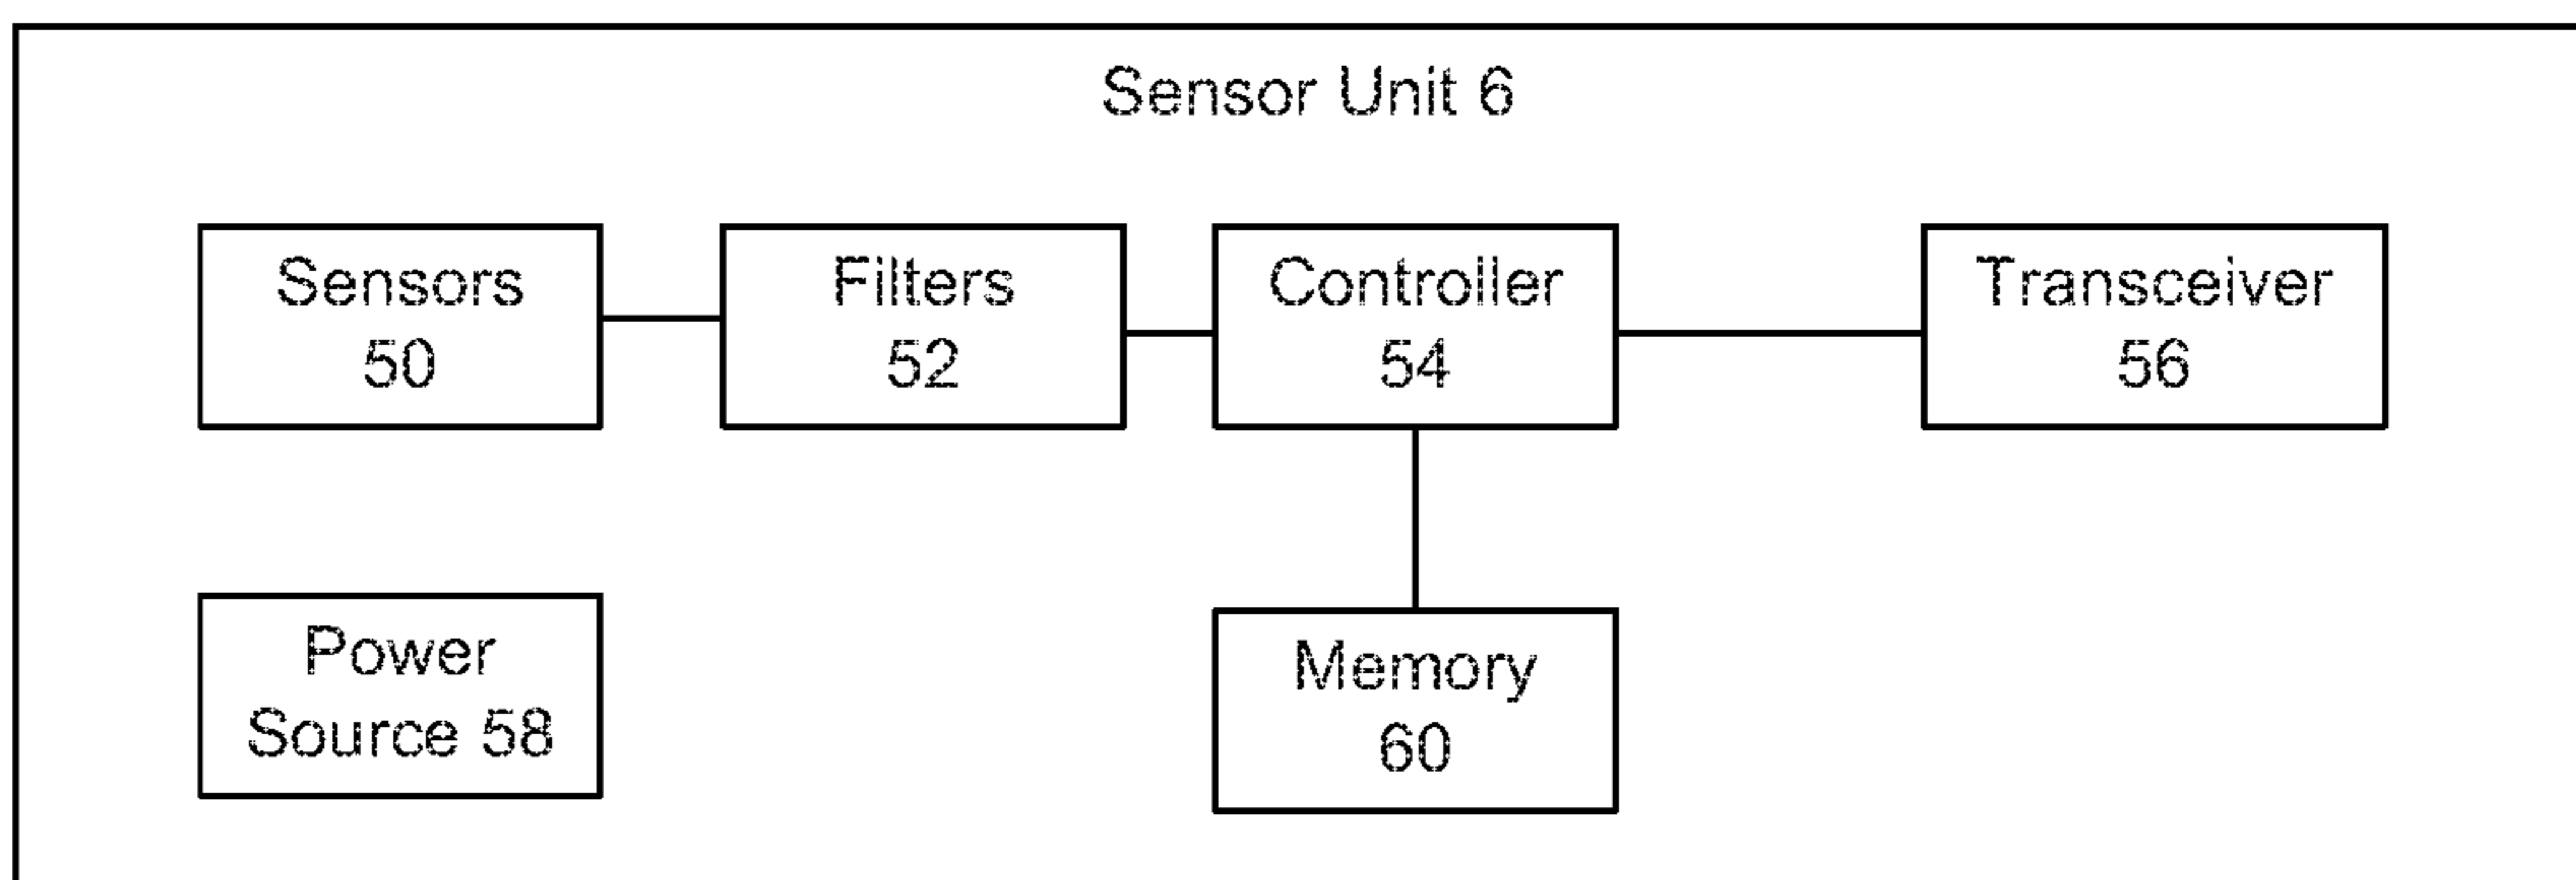 Sensor Unit 6
Sensors
50
Filters
52
Controller
54
Transceiver
56
Power
Source 58
Memory
60